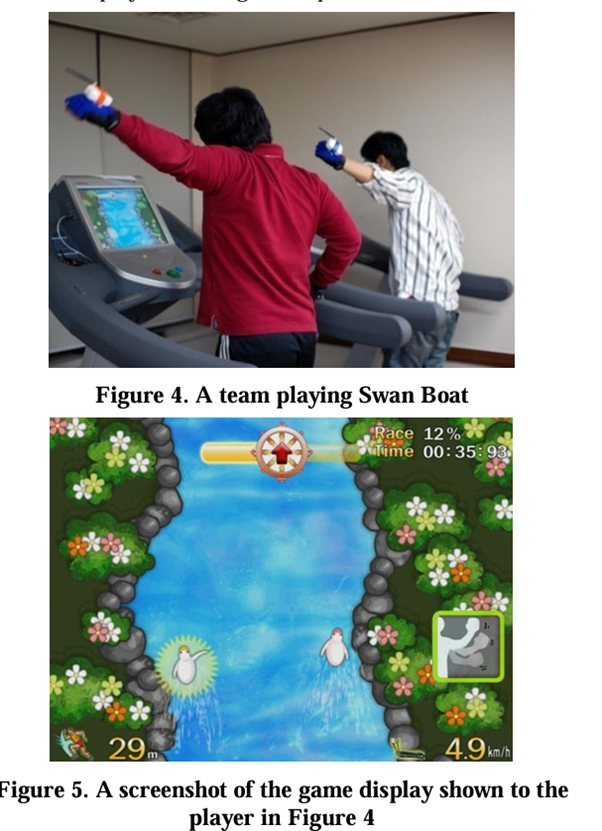 Figure 4. A team playing Swan Boat
Race 12%
Time 00:35:93
29m
4.9km/h
Figure 5. A screenshot of the game display shown to the
player in Figure 4